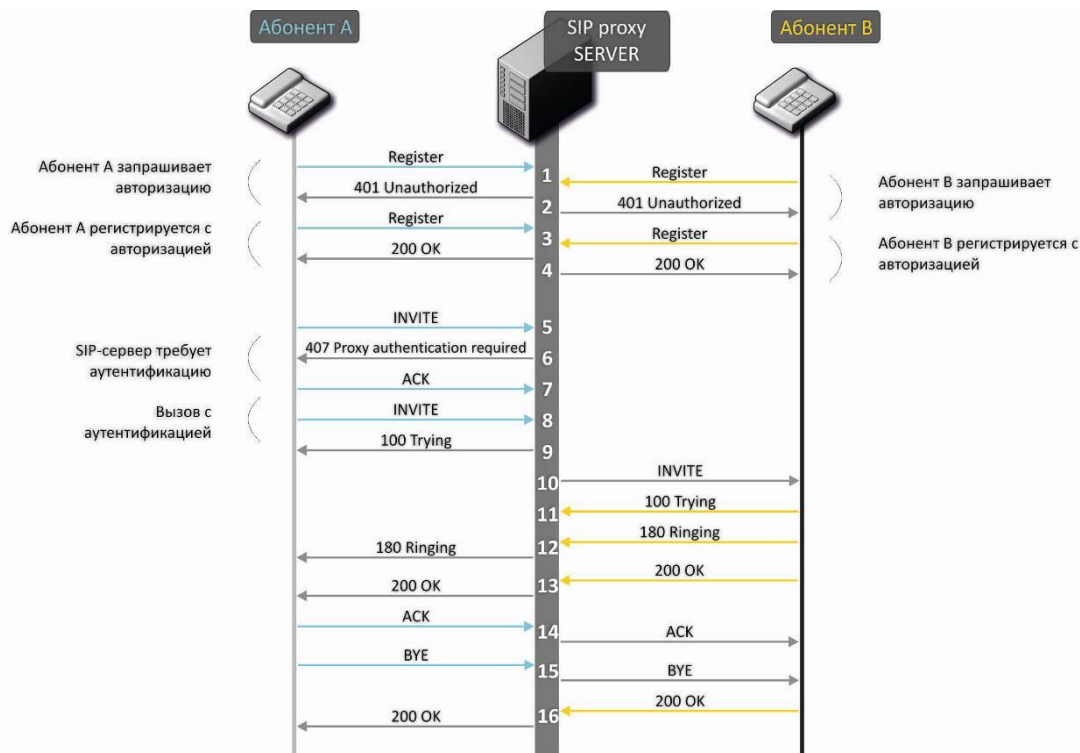 Абонент А
SIP proxy
SERVER
Абонент В
Абонент А запрашивает
авторизацию
Register
1
Register
Абонент В запрашивает
авторизацию
401 Unauthorized
2
401 Unauthorized
Абонент А регистрируется с
авторизацией
Register
3
Register
Абонент В регистрируется с
авторизацией
200 OK
4
200 OK
INVITE
5
SIP-сервер требует
аутентификацию
407 Proxy authentication required
6
ACK
7
Вызов с
аутентификацией
INVITE
8
100 Trying
9
10
INVITE
11
100 Trying
180 Ringing
12
180 Ringing
200 OK
13
200 OK
ACK
14
ACK
BYE
15
BYE
200 OK
16
200 OK